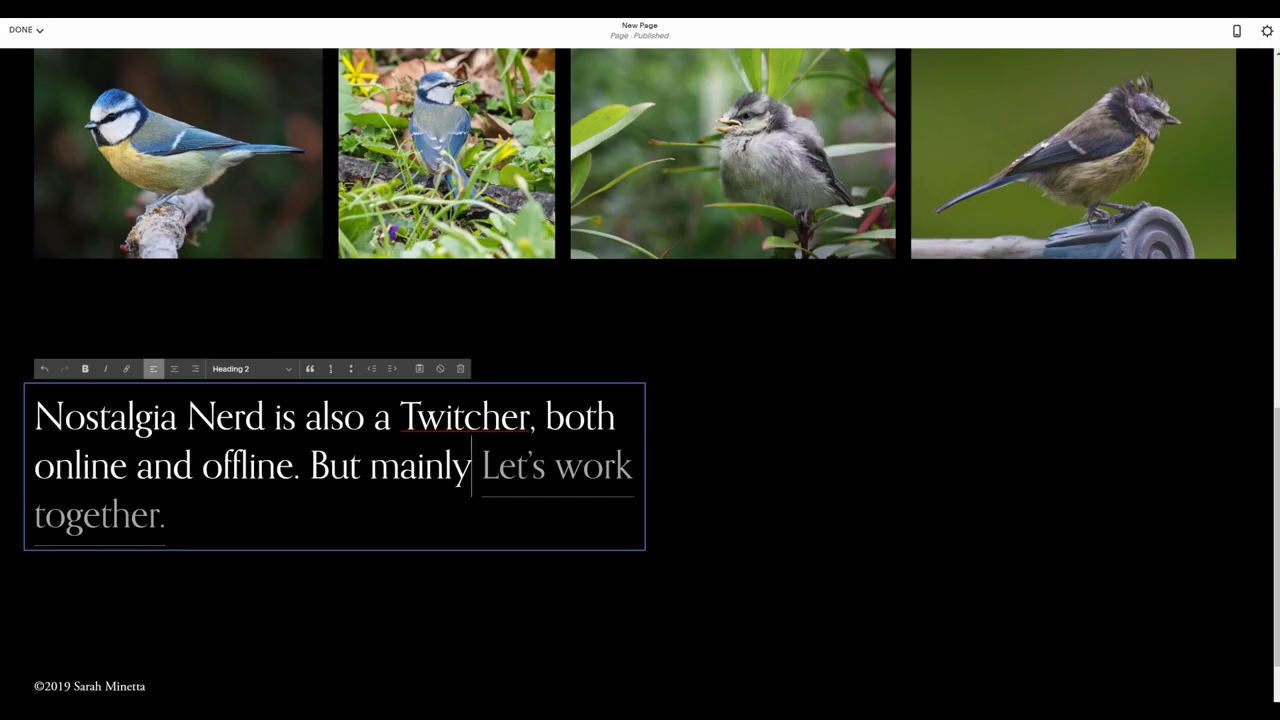 DONE
New Page
Page · Published
Heading 2
Nostalgia Nerd is also a Twitcher, both
online and offline. But mainly Let's work
together.
©2019 Sarah Minetta